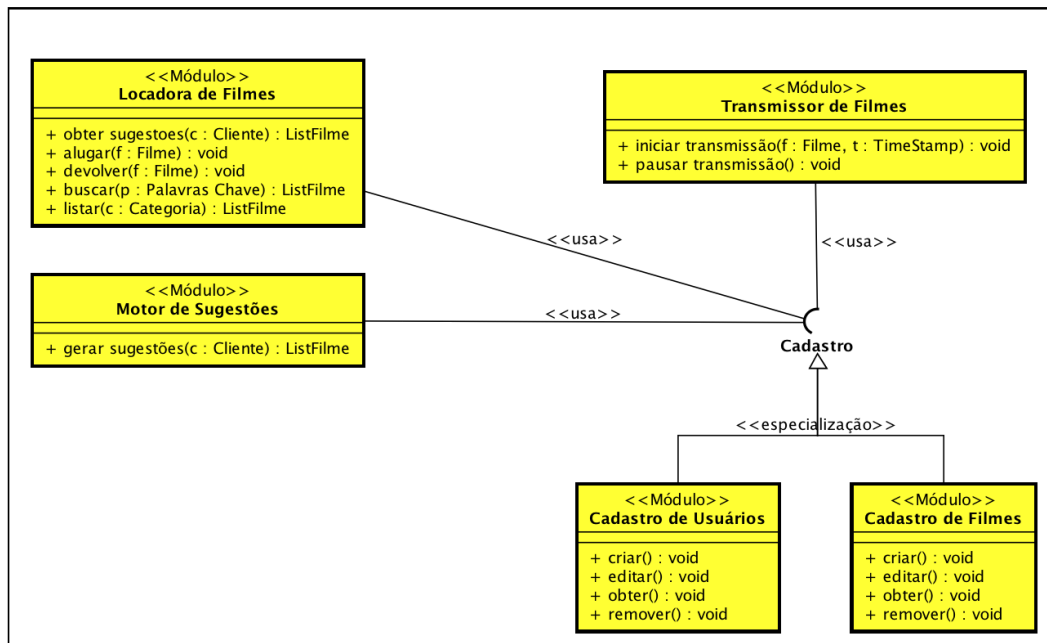 <<Módulo>>
Locadora de Filmes
+ obter sugestoes(c : Cliente) : ListFilme
+ alugar(f : Filme) : void
+ devolver(f : Filme) : void
+ buscar(p : Palavras Chave) : ListFilme
+ listar(c : Categoria) : ListFilme
<<Módulo>>
Transmissor de Filmes
+ iniciar transmissão(f : Filme, t : TimeStamp) : void
+ pausar transmissão() : void
<<usa>>
<<usa>>
<<Módulo>>
Motor de Sugestões
+ gerar sugestões(c : Cliente) : ListFilme
<<usa>>
Cadastro
<<especialização>>
<<Módulo>>
Cadastro de Usuários
+ criar() : void
+ editar() : void
+ obter() : void
+ remover() : void
<<Módulo>>
Cadastro de Filmes
+ criar() : void
+ editar() : void
+ obter() : void
+ remover() : void